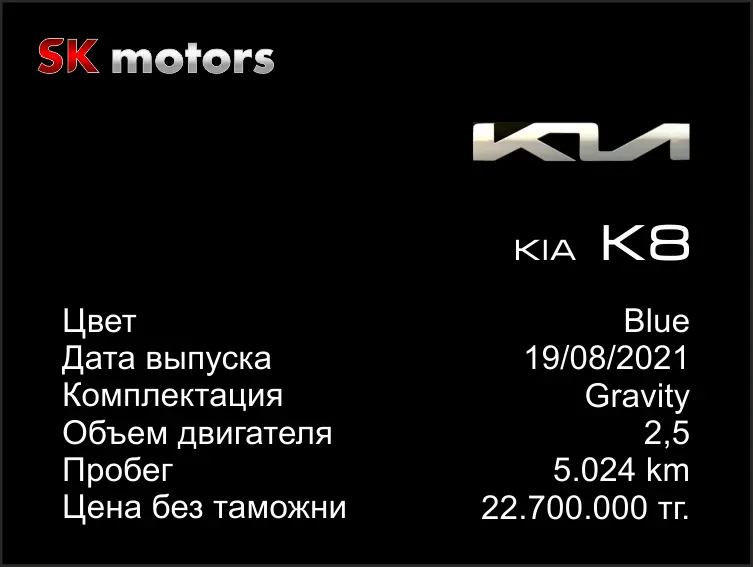 SK motors
KIA
KIA K8
Цвет Blue
Дата выпуска 19/08/2021
Комплектация Gravity
Объем двигателя 2,5
Пробег 5.024 km
Цена без таможни 22.700.000 тг.